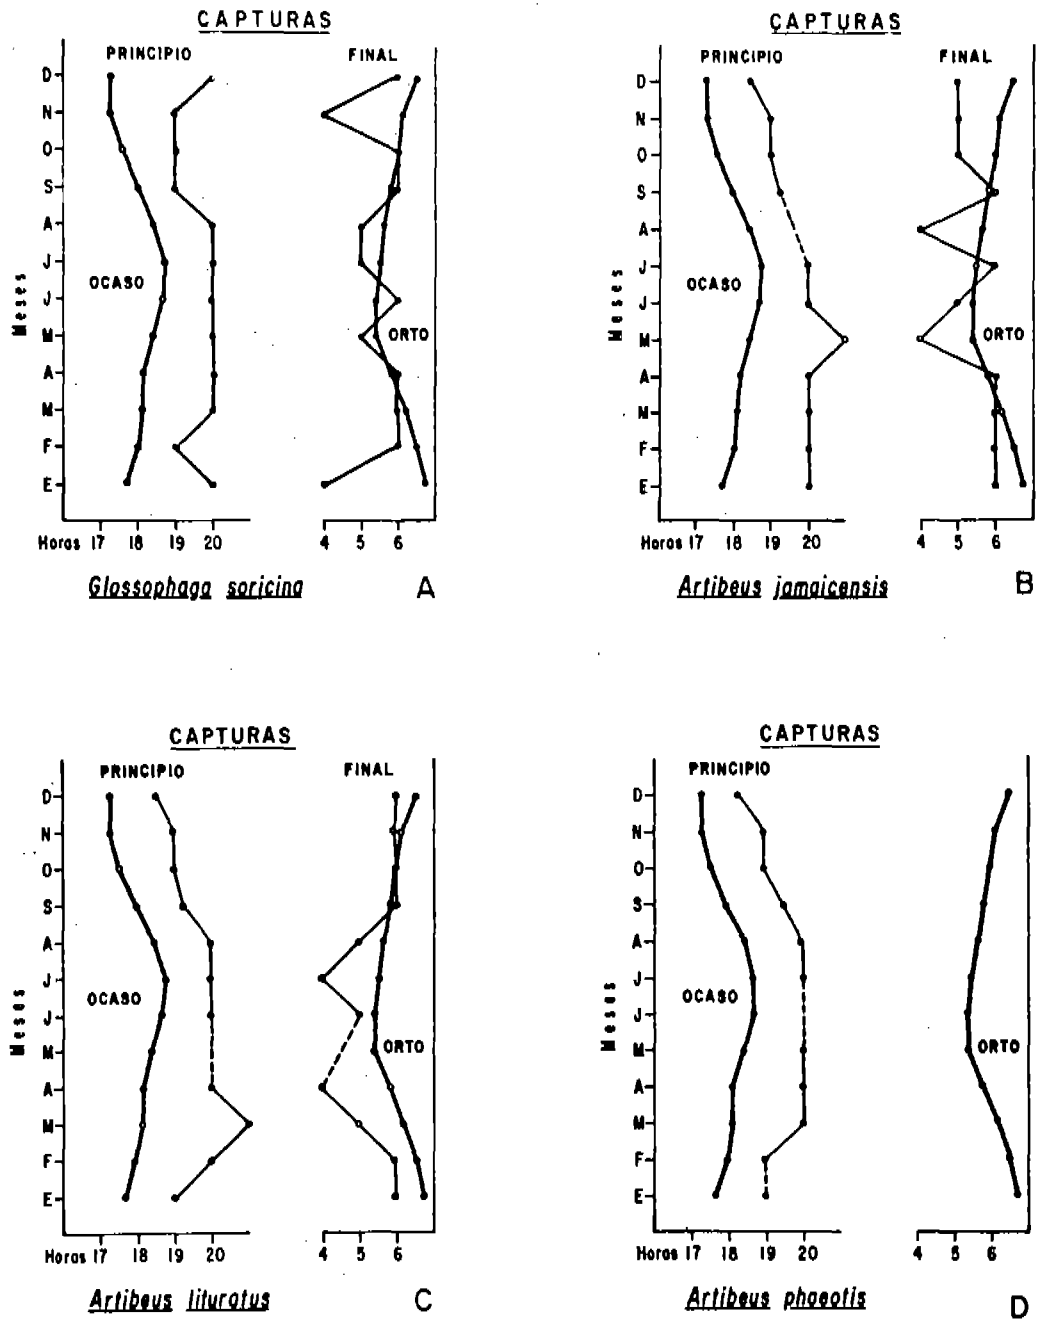 CAPTURAS
PRINCIPIO FINAL
D
N
O
S
A
J
OCASO
J
M ORTO
A
M
F
E
Meses
Horas 17 18 19 20 4 5 6
Glossophaga soricina A
CAPTURAS
PRINCIPIO FINAL
D
N
O
S
A
J
OCASO
J
M ORTO
A
M
F
E
Meses
Horas 17 18 19 20 4 5 6
Artibeus jamaicensis B
CAPTURAS
PRINCIPIO FINAL
D
N
O
S
A
J
OCASO
J
M ORTO
A
M
F
E
Meses
Horas 17 18 19 20 4 5 6
Artibeus lituratus C
CAPTURAS
PRINCIPIO
D
N
O
S
A
J
OCASO
J
M ORTO
A
M
F
E
Meses
Horas 17 18 19 20 4 5 6
Artibeus phaeotis D